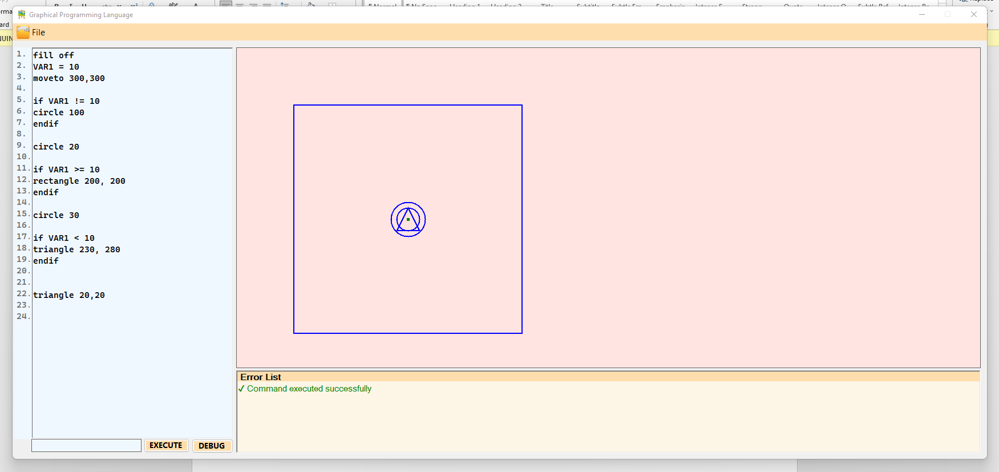 Graphical Programming Language
File
1. fill off
2. VAR1 = 10
3. moveto 300,300
4.
5. if VAR1 != 10
6. circle 100
7. endif
8.
9. circle 20
10.
11. if VAR1 >= 10
12. rectangle 200, 200
13. endif
14.
15. circle 30
16.
17. if VAR1 < 10
18. triangle 230, 280
19. endif
20.
21.
22. triangle 20,20
23.
24.
Error List
✓ Command executed successfully
EXECUTE
DEBUG